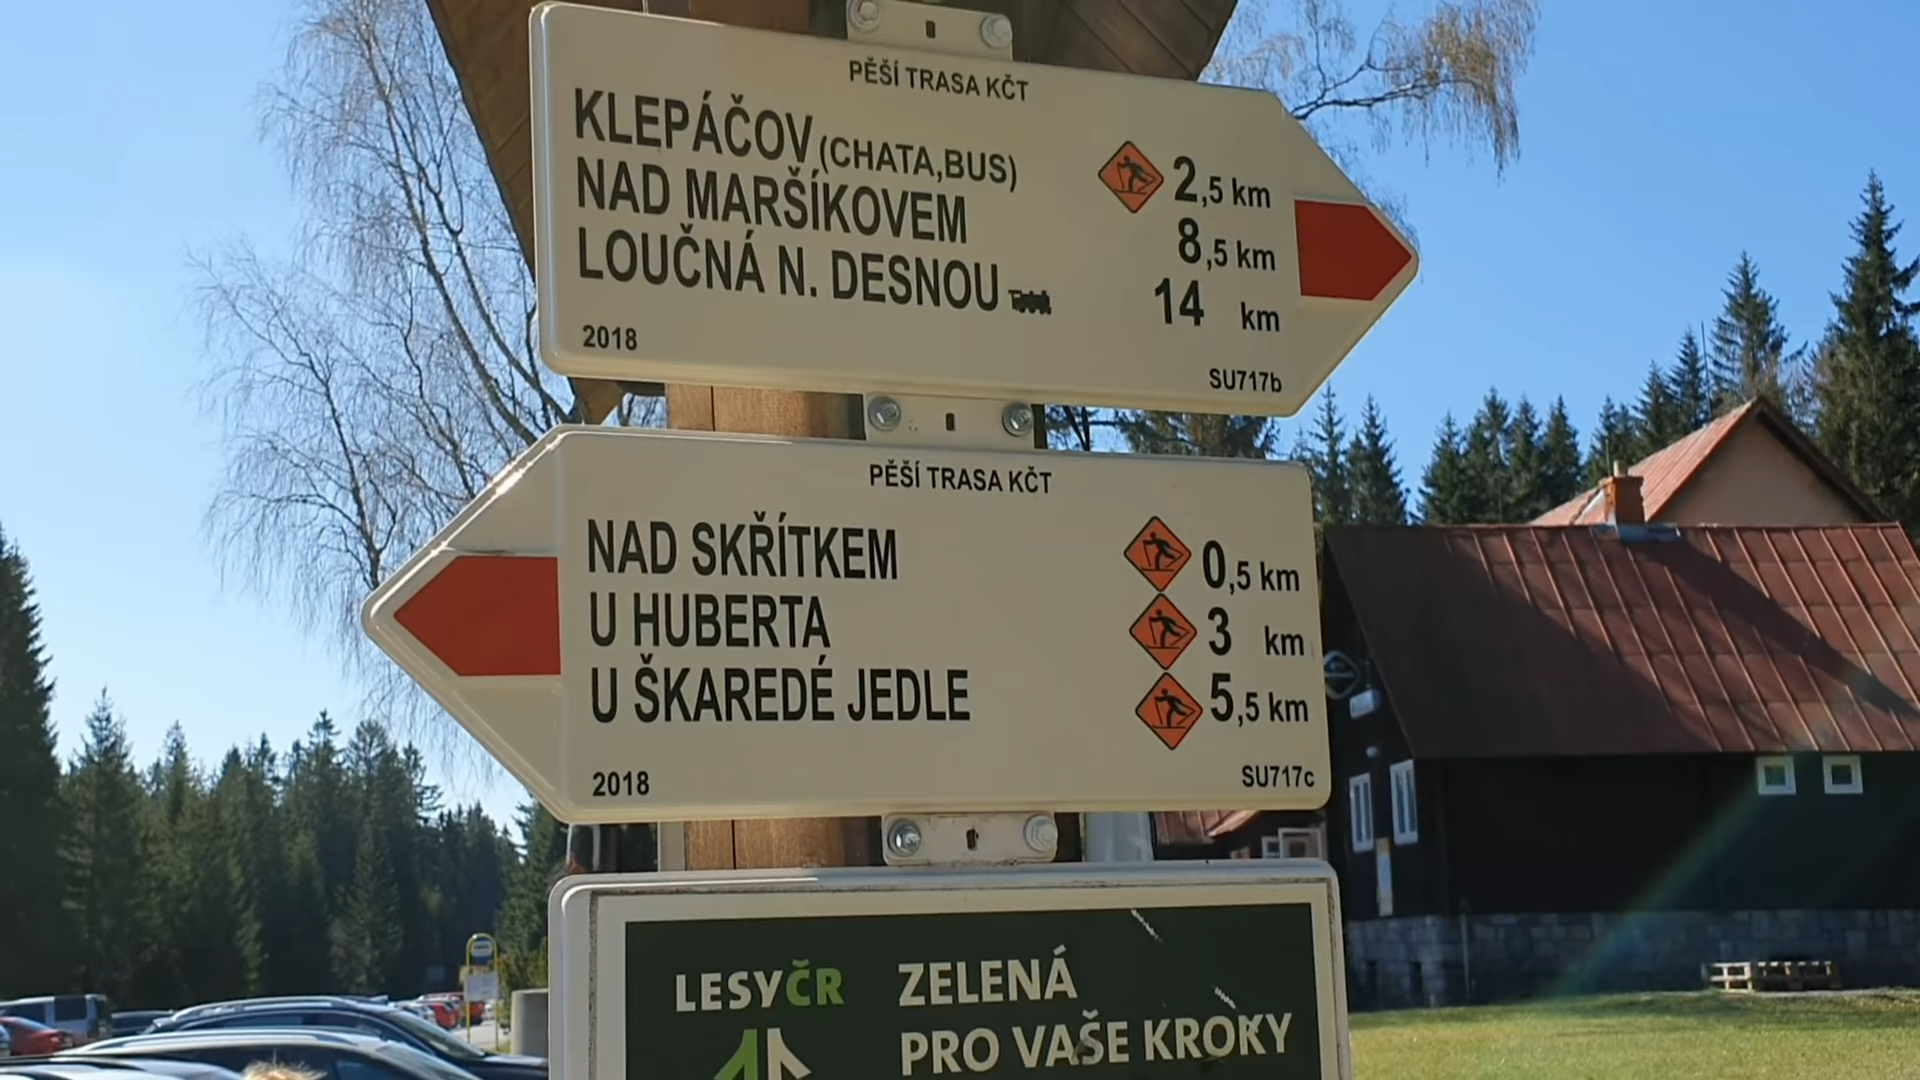 PĚŠÍ TRASA KČT
KLEPÁČOV (CHATA,BUS) 2,5 km
NAD MARŠÍKOVEM 8,5 km
LOUČNÁ N. DESNOU 14 km
2018 SU717b
PĚŠÍ TRASA KČT
NAD SKŘÍTKEM 0,5 km
U HUBERTA 3 km
U ŠKAREDÉ JEDLE 5,5 km
2018 SU717c
LESY ČR
ZELENÁ
PRO VAŠE KROKY